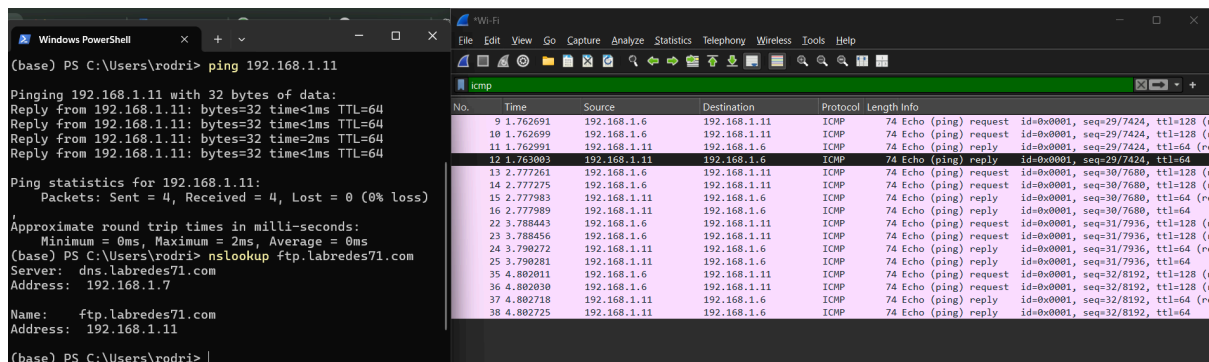 Windows PowerShell
(base) PS C:\Users\rodri> ping 192.168.1.11
Pinging 192.168.1.11 with 32 bytes of data:
Reply from 192.168.1.11: bytes=32 time<1ms TTL=64
Reply from 192.168.1.11: bytes=32 time<1ms TTL=64
Reply from 192.168.1.11: bytes=32 time=2ms TTL=64
Reply from 192.168.1.11: bytes=32 time<1ms TTL=64
Ping statistics for 192.168.1.11:
Packets: Sent = 4, Received = 4, Lost = 0 (0% loss)
,
Approximate round trip times in milli-seconds:
Minimum = 0ms, Maximum = 2ms, Average = 0ms
(base) PS C:\Users\rodri> nslookup ftp.labredes71.com
Server: dns.labredes71.com
Address: 192.168.1.7
Name: ftp.labredes71.com
Address: 192.168.1.11
(base) PS C:\Users\rodri>
*Wi-Fi
File Edit View Go Capture Analyze Statistics Telephony Wireless Tools Help
icmp
No. Time Source Destination Protocol Length Info
9 1.762691 192.168.1.6 192.168.1.11 ICMP 74 Echo (ping) request id=0x0001, seq=29/7424, ttl=128 (
10 1.762699 192.168.1.6 192.168.1.11 ICMP 74 Echo (ping) request id=0x0001, seq=29/7424, ttl=128 (
11 1.762991 192.168.1.11 192.168.1.6 ICMP 74 Echo (ping) reply id=0x0001, seq=29/7424, ttl=64 (re
12 1.763003 192.168.1.11 192.168.1.6 ICMP 74 Echo (ping) reply id=0x0001, seq=29/7424, ttl=64
13 2.777261 192.168.1.6 192.168.1.11 ICMP 74 Echo (ping) request id=0x0001, seq=30/7680, ttl=128 (
14 2.777275 192.168.1.6 192.168.1.11 ICMP 74 Echo (ping) request id=0x0001, seq=30/7680, ttl=128 (
15 2.777983 192.168.1.11 192.168.1.6 ICMP 74 Echo (ping) reply id=0x0001, seq=30/7680, ttl=64 (re
16 2.777989 192.168.1.11 192.168.1.6 ICMP 74 Echo (ping) reply id=0x0001, seq=30/7680, ttl=64
22 3.788443 192.168.1.6 192.168.1.11 ICMP 74 Echo (ping) request id=0x0001, seq=31/7936, ttl=128 (
23 3.788456 192.168.1.6 192.168.1.11 ICMP 74 Echo (ping) request id=0x0001, seq=31/7936, ttl=128 (
24 3.790272 192.168.1.11 192.168.1.6 ICMP 74 Echo (ping) reply id=0x0001, seq=31/7936, ttl=64 (re
25 3.790281 192.168.1.11 192.168.1.6 ICMP 74 Echo (ping) reply id=0x0001, seq=31/7936, ttl=64
35 4.802011 192.168.1.6 192.168.1.11 ICMP 74 Echo (ping) request id=0x0001, seq=32/8192, ttl=128 (
36 4.802030 192.168.1.6 192.168.1.11 ICMP 74 Echo (ping) request id=0x0001, seq=32/8192, ttl=128 (
37 4.802718 192.168.1.11 192.168.1.6 ICMP 74 Echo (ping) reply id=0x0001, seq=32/8192, ttl=64 (re
38 4.802725 192.168.1.11 192.168.1.6 ICMP 74 Echo (ping) reply id=0x0001, seq=32/8192, ttl=64